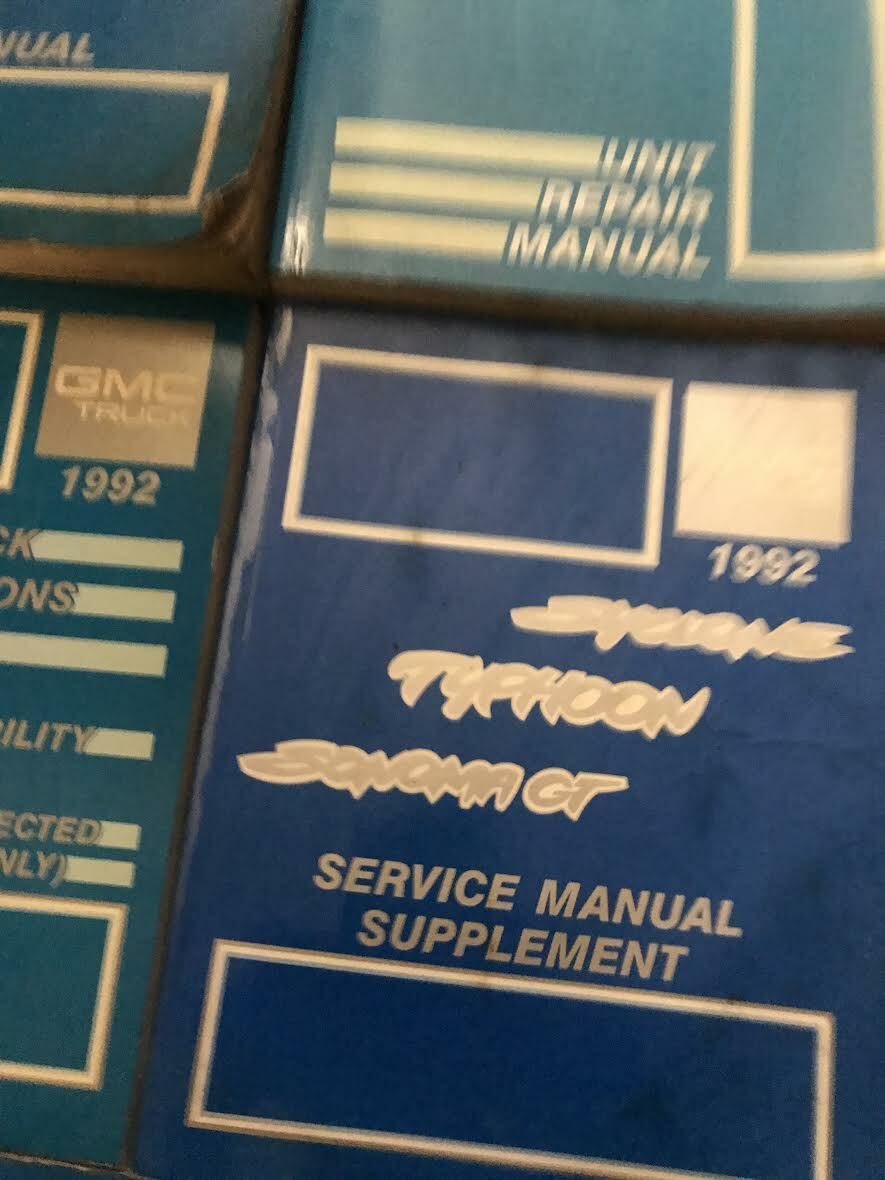 NUAL
UNIT
REPAIR
MANUAL
GMC
TRUCK
1992
CK
ONS
ILITY
ECTED
NLY)
1992
SYCLONE
TYPHOON
SONOMA GT
SERVICE MANUAL
SUPPLEMENT